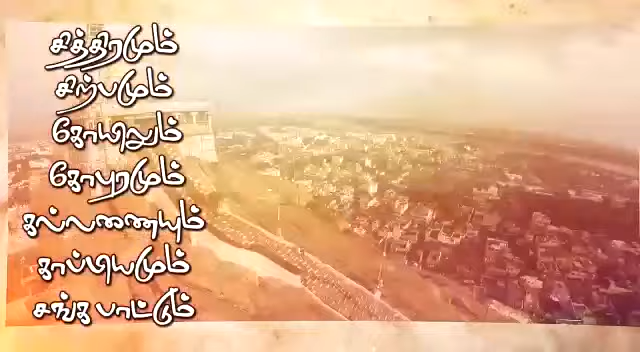 சித்திரமும்
சிற்பமும்
கோயிலும்
கோபுரமும்
கல்லணையும்
காப்பியமும்
சங்க பாட்டும்